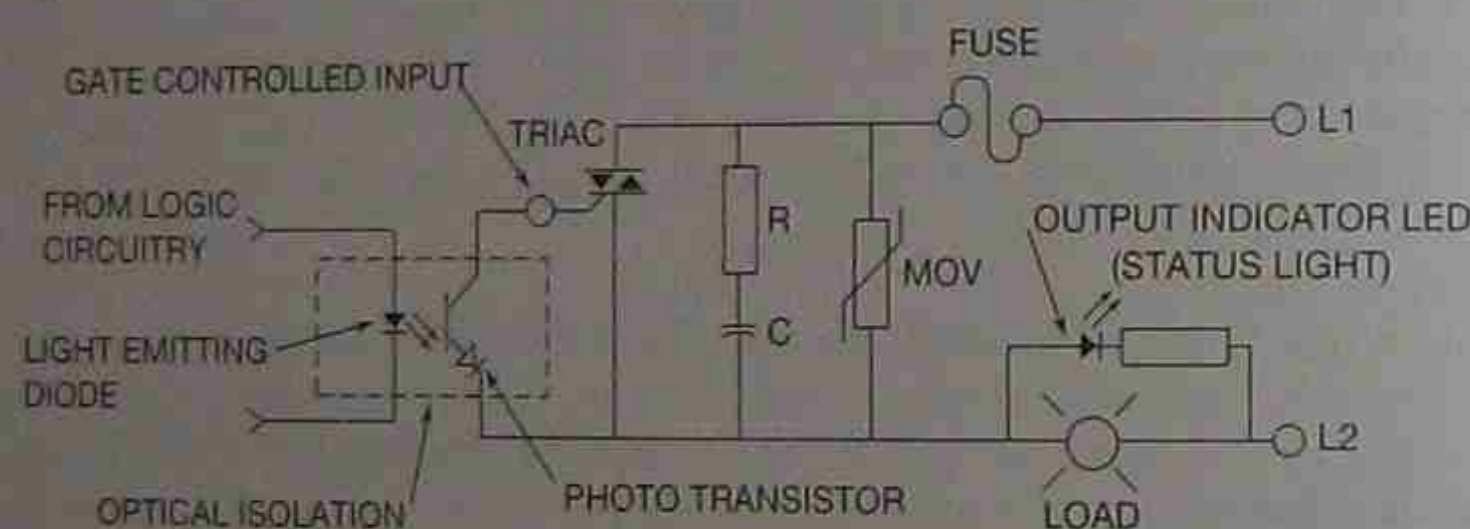 FUSE
GATE CONTROLLED INPUT
TRIAC
L1
FROM LOGIC
CIRCUITRY
R
OUTPUT INDICATOR LED
(STATUS LIGHT)
MOV
C
LIGHT EMITTING
DIODE
L2
OPTICAL ISOLATION
PHOTO TRANSISTOR
LOAD